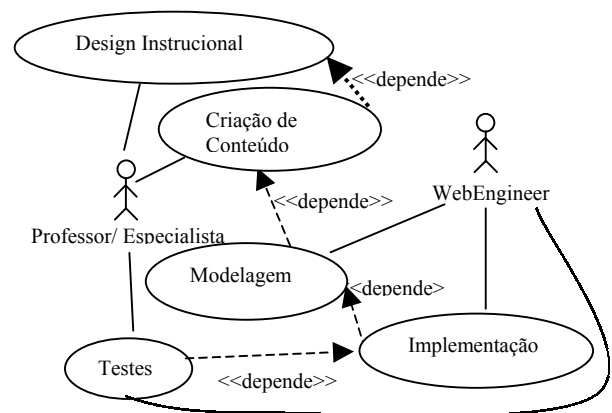 Design Instrucional
<<depende>>
Criação de
Conteúdo
<<depende>>
WebEngineer
Professor/ Especialista
Modelagem
<<depende>
Implementação
Testes
<<depende>>